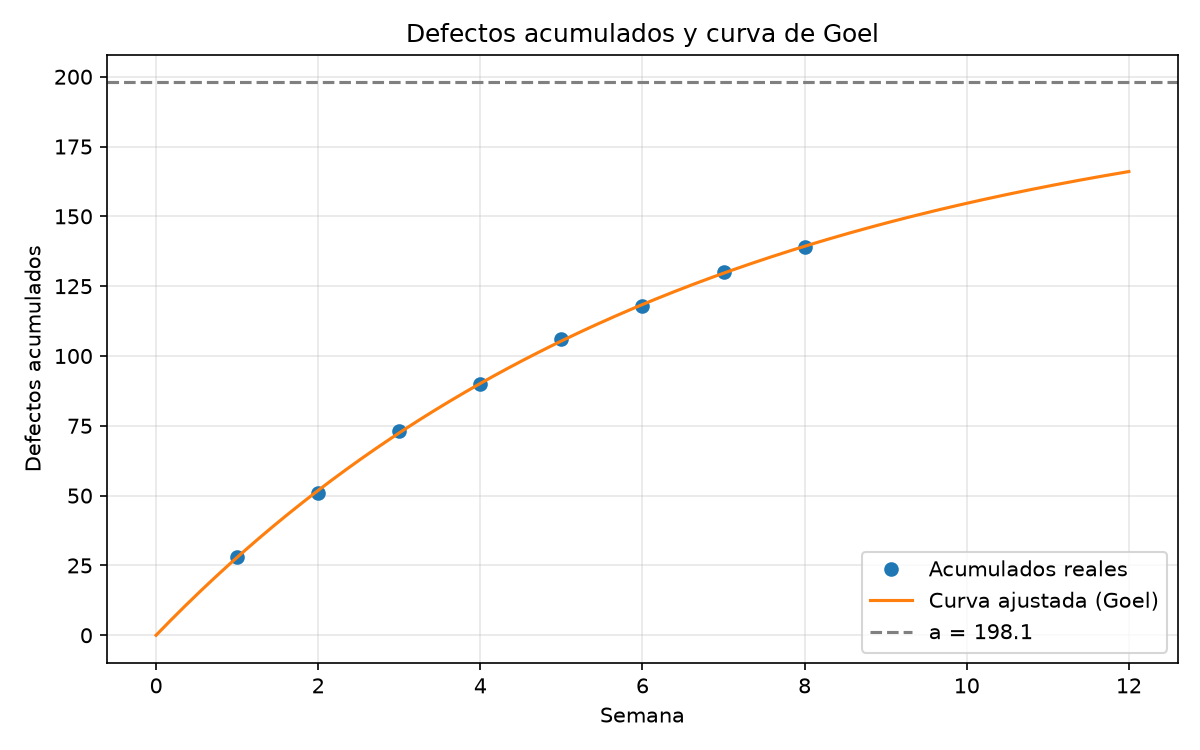 Defectos acumulados y curva de Goel
Defectos acumulados
200
175
150
125
100
75
50
25
0
0 2 4 6 8 10 12
Semana
Acumulados reales
Curva ajustada (Goel)
a = 198.1